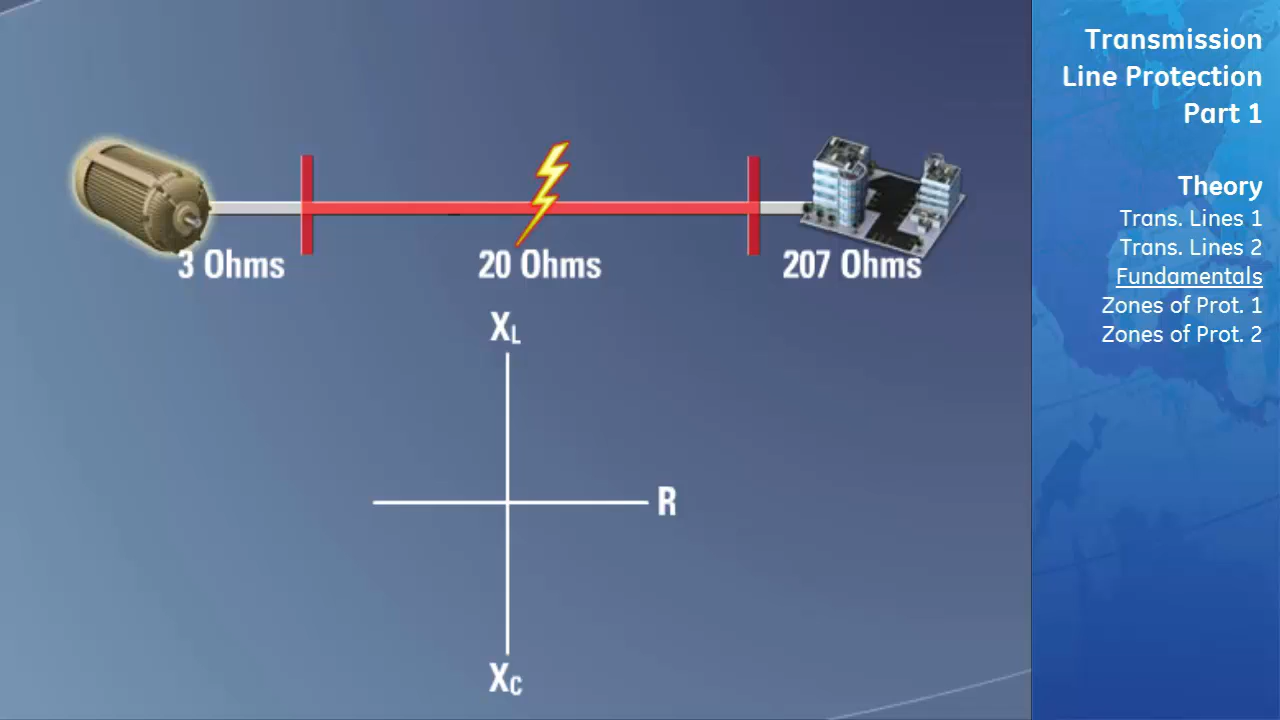 3 Ohms
20 Ohms
207 Ohms
XL
R
XC
Transmission
Line Protection
Part 1
Theory
Trans. Lines 1
Trans. Lines 2
Fundamentals
Zones of Prot. 1
Zones of Prot. 2